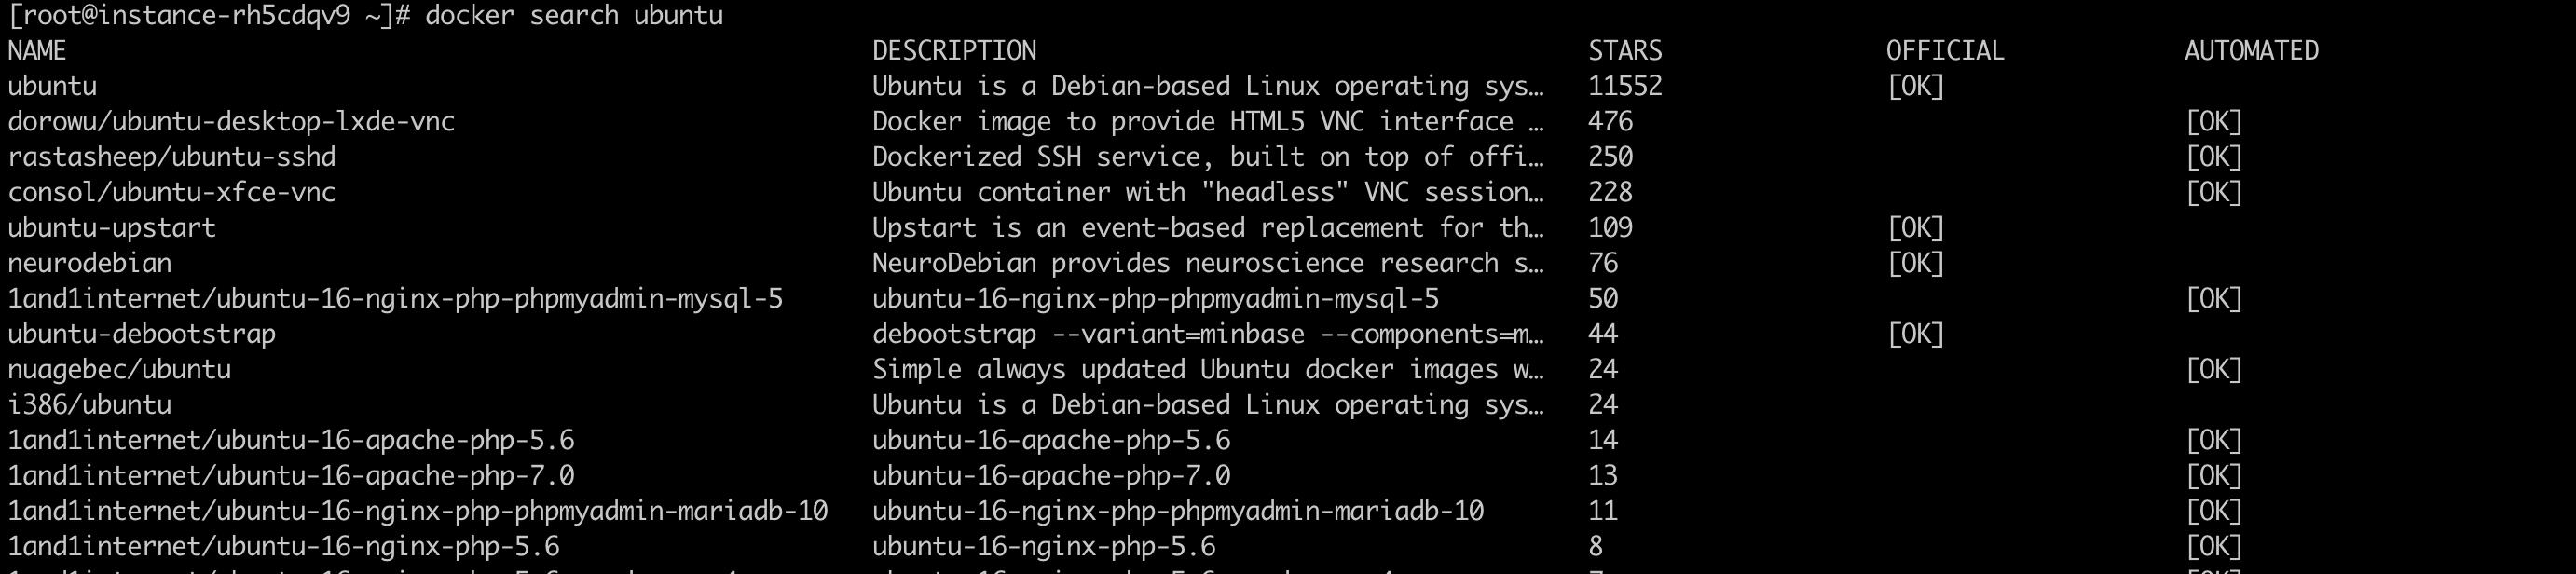 [root@instance-rh5cdqv9 ~]# docker search ubuntu
NAME DESCRIPTION STARS OFFICIAL AUTOMATED
ubuntu Ubuntu is a Debian-based Linux operating sys… 11552 [OK]
dorowu/ubuntu-desktop-lxde-vnc Docker image to provide HTML5 VNC interface … 476 [OK]
rastasheep/ubuntu-sshd Dockerized SSH service, built on top of offi… 250 [OK]
consol/ubuntu-xfce-vnc Ubuntu container with "headless" VNC session… 228 [OK]
ubuntu-upstart Upstart is an event-based replacement for th… 109 [OK]
neurodebian NeuroDebian provides neuroscience research s… 76 [OK]
1and1internet/ubuntu-16-nginx-php-phpmyadmin-mysql-5 ubuntu-16-nginx-php-phpmyadmin-mysql-5 50 [OK]
ubuntu-debootstrap debootstrap --variant=minbase --components=m… 44 [OK]
nuagebec/ubuntu Simple always updated Ubuntu docker images w… 24 [OK]
i386/ubuntu Ubuntu is a Debian-based Linux operating sys… 24
1and1internet/ubuntu-16-apache-php-5.6 ubuntu-16-apache-php-5.6 14 [OK]
1and1internet/ubuntu-16-apache-php-7.0 ubuntu-16-apache-php-7.0 13 [OK]
1and1internet/ubuntu-16-nginx-php-phpmyadmin-mariadb-10 ubuntu-16-nginx-php-phpmyadmin-mariadb-10 11 [OK]
1and1internet/ubuntu-16-nginx-php-5.6 ubuntu-16-nginx-php-5.6 8 [OK]